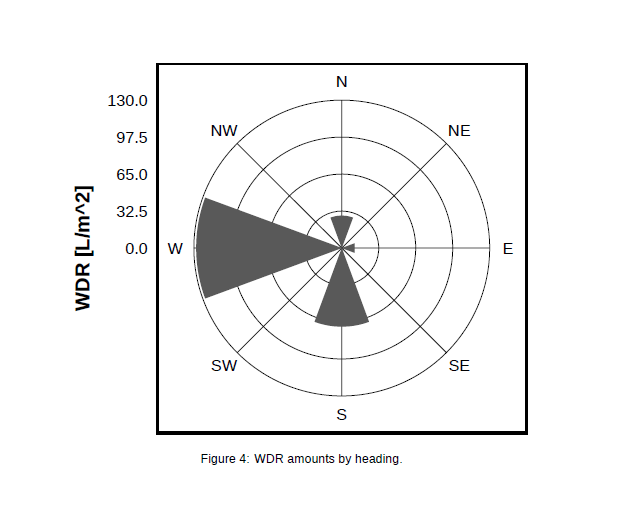 N
130.0
NW
NE
97.5
65.0
32.5
WDR [L/m^2]
0.0
W
E
SW
SE
S
Figure 4: WDR amounts by heading.